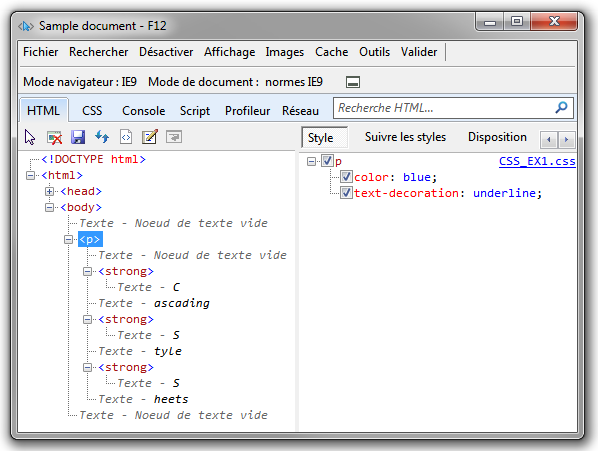 Sample document - F12
Fichier Rechercher Désactiver Affichage Images Cache Outils Valider
Mode navigateur : IE9 Mode de document : normes IE9
HTML CSS Console Script Profileur Réseau Recherche HTML...
Style Suivre les styles Disposition
<!DOCTYPE html>
<html>
<head>
<body>
Texte - Noeud de texte vide
<p>
Texte - Noeud de texte vide
<strong>
Texte - C
Texte - ascading
<strong>
Texte - S
Texte - tyle
<strong>
Texte - S
Texte - heets
Texte - Noeud de texte vide
p CSS_EX1.css
color: blue;
text-decoration: underline;